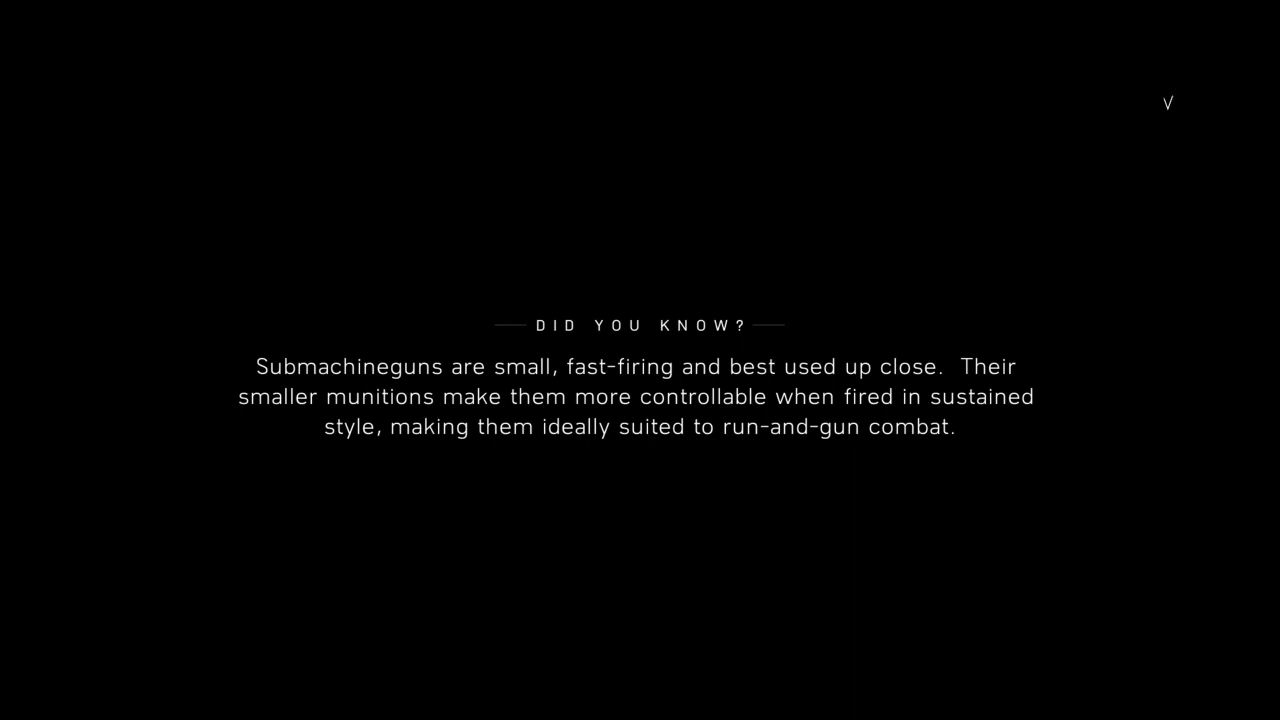 V
DID YOU KNOW?
Submachineguns are small, fast-firing and best used up close.  Their
smaller munitions make them more controllable when fired in sustained
style, making them ideally suited to run-and-gun combat.